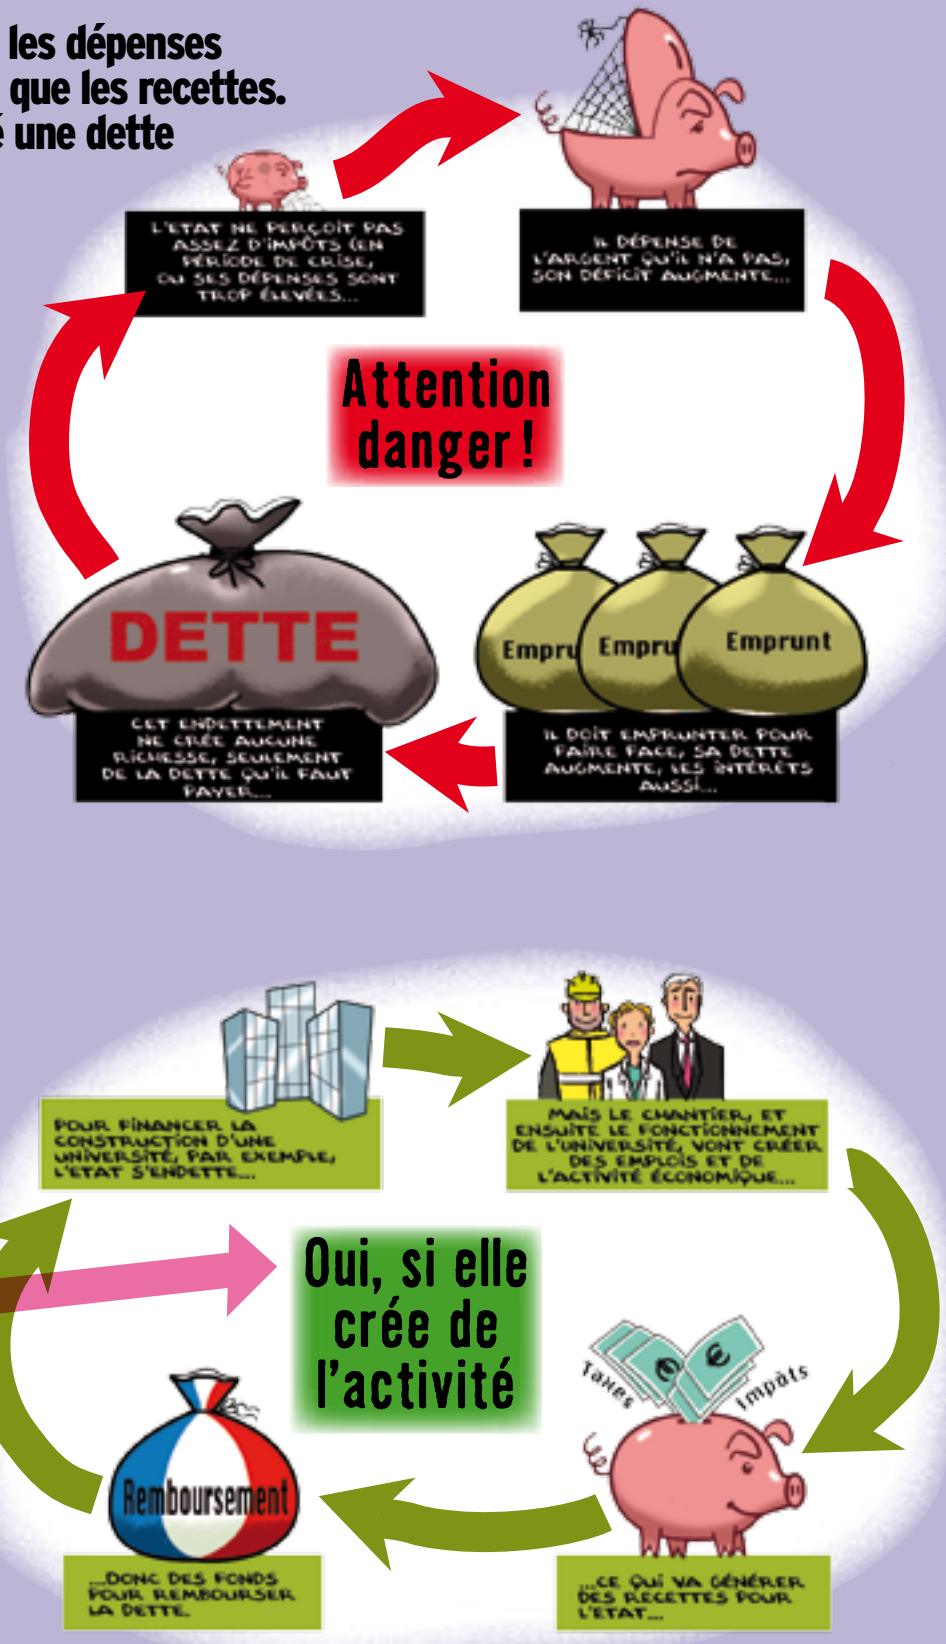 les dépenses
que les recettes.
é une dette
L'ETAT NE PERÇOIT PAS
ASSEZ D'IMPÔTS (EN
PÉRIODE DE CRISE,
OU SES DÉPENSES SONT
TROP ÉLEVÉES...
IL DÉPENSE DE
L'ARGENT QU'IL N'A PAS,
SON DÉFICIT AUGMENTE...
Attention
danger !
DETTE
Empru
Empru
Emprunt
CET ENDETTEMENT
NE CRÉE AUCUNE
RICHESSE, SEULEMENT
DE LA DETTE QU'IL FAUT
PAYER...
IL DOIT EMPRUNTER POUR
FAIRE FACE, SA DETTE
AUGMENTE, LES INTÉRÊTS
AUSSI...
POUR FINANCER LA
CONSTRUCTION D'UNE
UNIVERSITÉ, PAR EXEMPLE,
L'ETAT S'ENDETTE...
MAIS LE CHANTIER, ET
ENSUITE LE FONCTIONNEMENT
DE L'UNIVERSITÉ, VONT CRÉER
DES EMPLOIS ET DE
L'ACTIVITÉ ÉCONOMIQUE...
Oui, si elle
crée de
l'activité
€ €
Taxes
Impôts
Remboursement
...DONC DES FONDS
POUR REMBOURSER
LA DETTE.
...CE QUI VA GÉNÉRER
DES RECETTES POUR
L'ETAT...